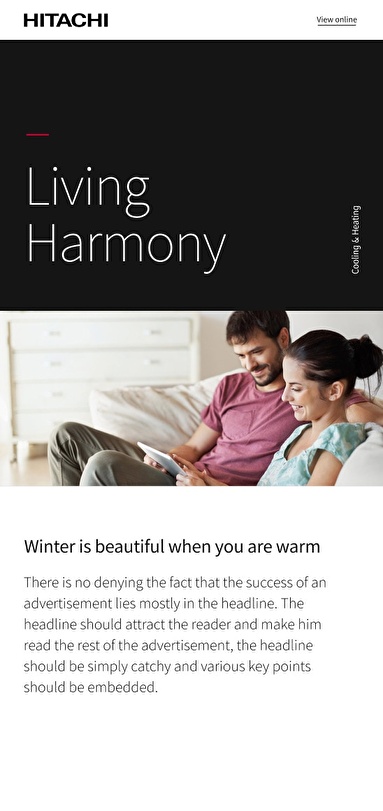 HITACHI
View online
Living
Harmony
Cooling & Heating
Winter is beautiful when you are warm
There is no denying the fact that the success of an
advertisement lies mostly in the headline. The
headline should attract the reader and make him
read the rest of the advertisement, the headline
should be simply catchy and various key points
should be embedded.